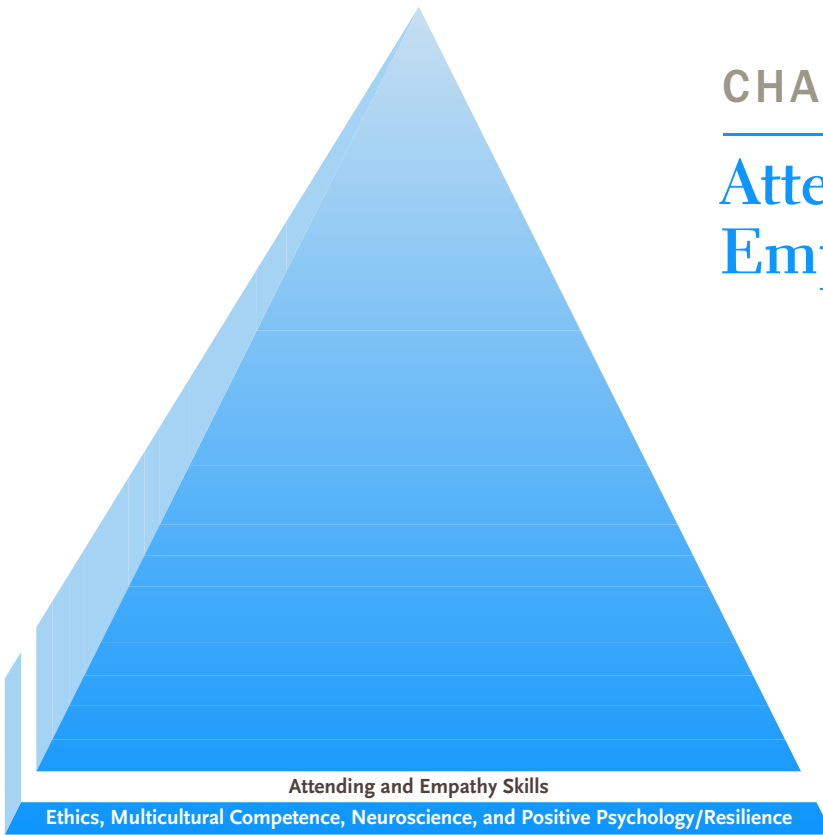 CHA
Atte
Emp
Attending and Empathy Skills
Ethics, Multicultural Competence, Neuroscience, and Positive Psychology/Resilience